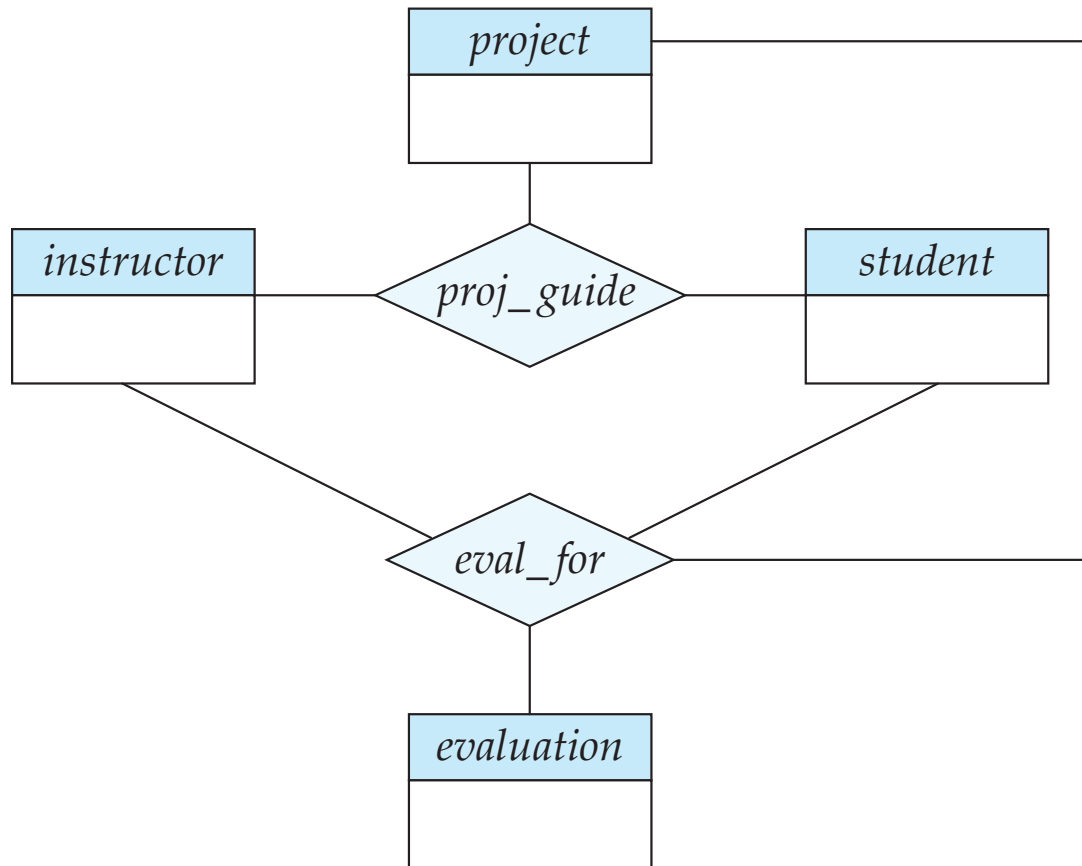 project
instructor
proj_guide
student
eval_for
evaluation